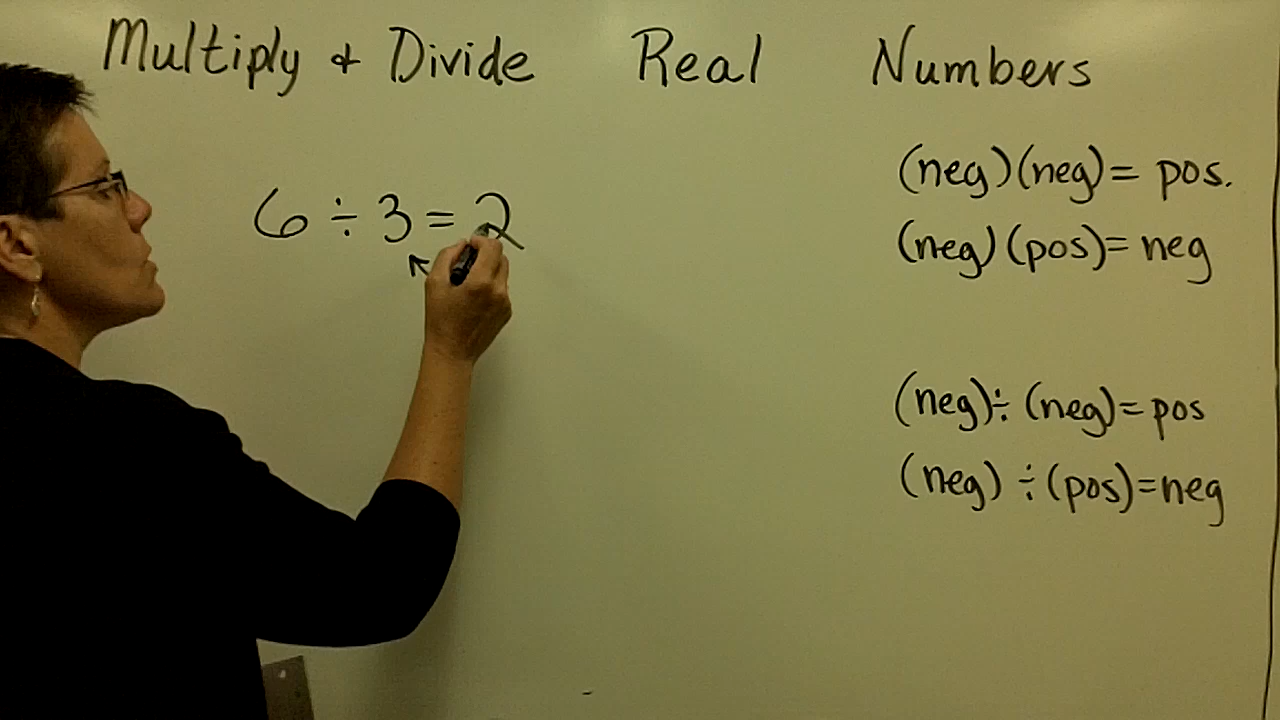 Multiply & Divide Real Numbers
6 ÷ 3 = 2
(neg)(neg) = pos.
(neg)(pos) = neg
(neg) ÷ (neg) = pos
(neg) ÷ (pos) = neg